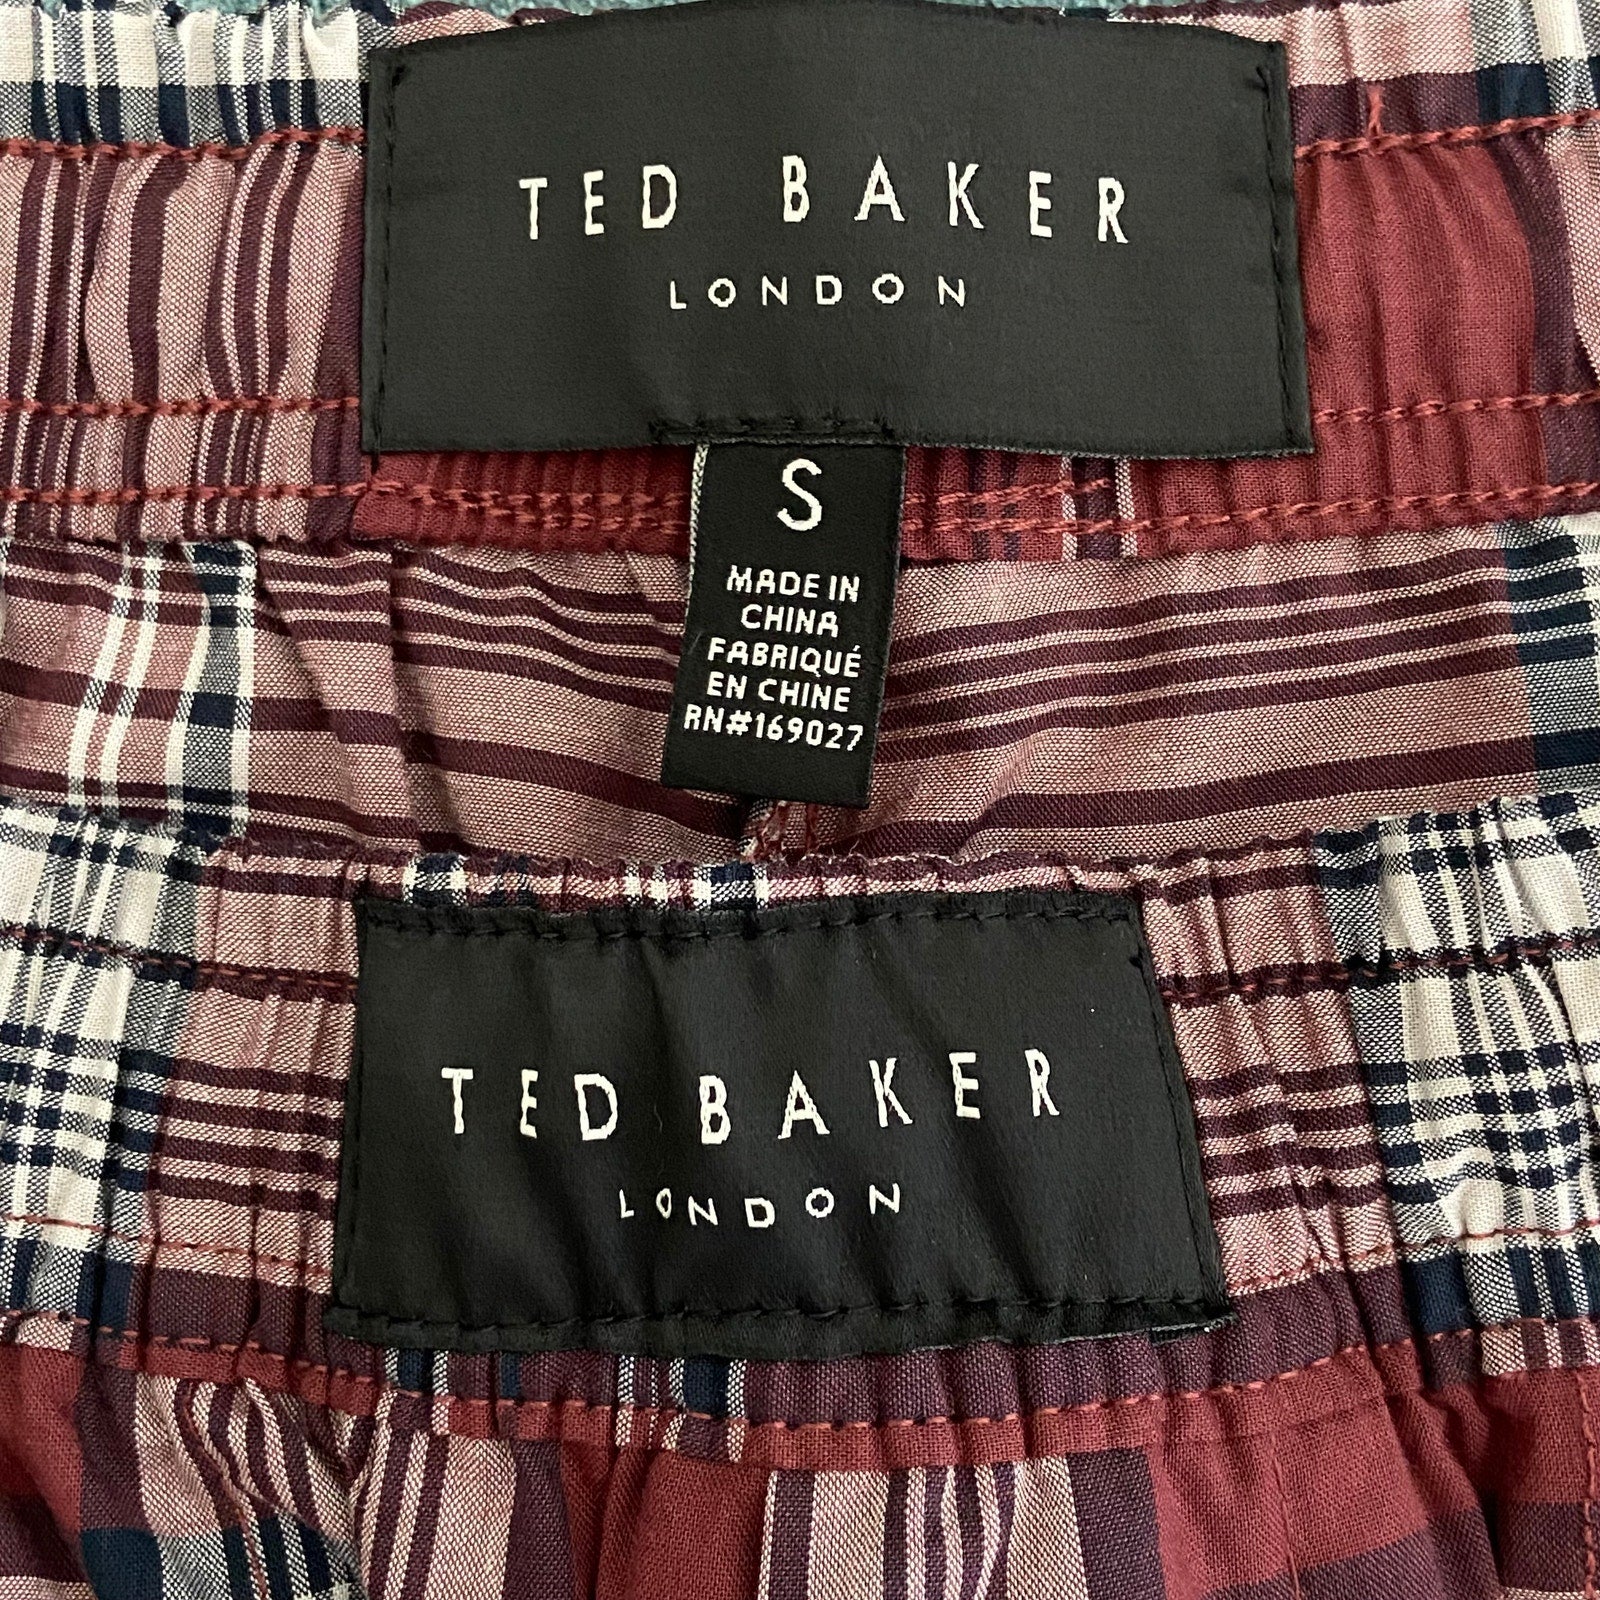 TED BAKER
LONDON
S
MADE IN
CHINA
FABRIQUÉ
EN CHINE
RN#169027
TED BAKER
LONDON